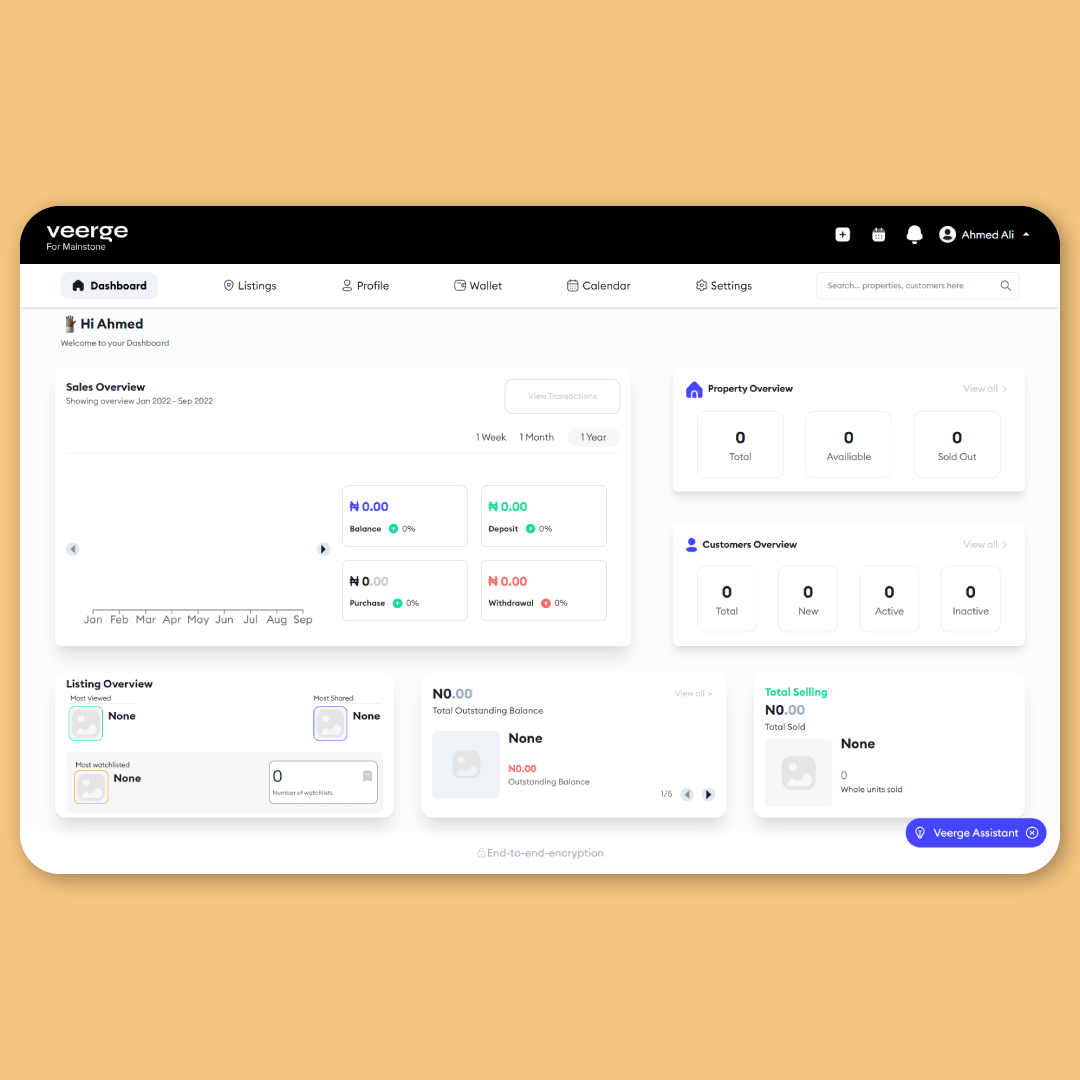 veerge
For Mainstone
Ahmed Ali
Dashboard
Listings
Profile
Wallet
Calendar
Settings
Search... properties, customers here
Hi Ahmed
Welcome to your Dashboard
Sales Overview
Showing overview Jan 2022 - Sep 2022
View Transactions
1 Week 1 Month 1 Year
₦ 0.00
Balance 0%
₦ 0.00
Deposit 0%
₦ 0.00
Purchase 0%
₦ 0.00
Withdrawal 0%
Jan Feb Mar Apr May Jun Jul Aug Sep
Property Overview
View all >
0
Total
0
Availiable
0
Sold Out
Customers Overview
View all >
0
Total
0
New
0
Active
0
Inactive
Listing Overview
Most Viewed
None
Most Shared
None
Most watchlisted
None
0
Number of watchlists
N0.00
View all >
Total Outstanding Balance
None
N0.00
Outstanding Balance
1/5
Total Selling
N0.00
Total Sold
None
0
Whole units sold
Veerge Assistant
End-to-end-encryption